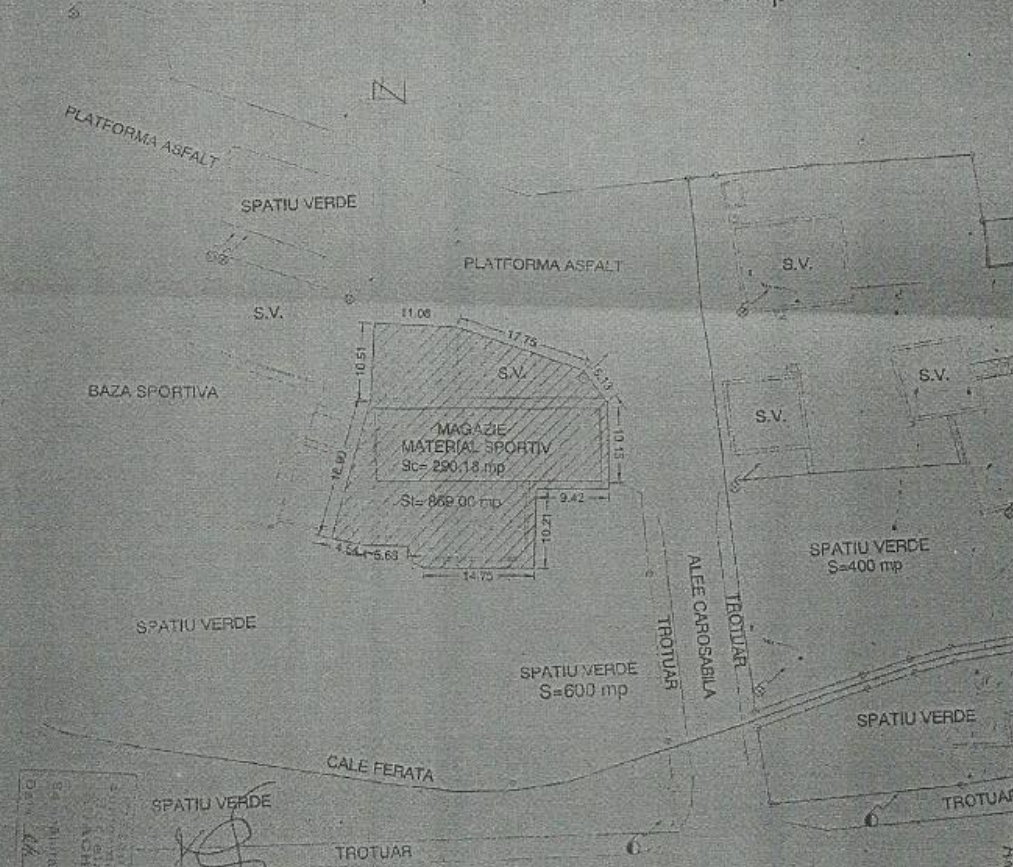 Z
PLATFORMA ASFALT
SPATIU VERDE
PLATFORMA ASFALT
S.V.
S.V.
11.08
17.75
10.51
S.V.
5.13
S.V.
BAZA SPORTIVA
S.V.
MAGAZIE
MATERIAL SPORTIV
Sc= 290.18 mp
10.15
Sl= 869.00 mp
9.42
10.21
5.63
14.75
SPATIU VERDE
S=400 mp
ALEE CAROSABILA
TROTUAR
TROTUAR
SPATIU VERDE
SPATIU VERDE
S=600 mp
SPATIU VERDE
CALE FERATA
SPATIU VERDE
TROTUAR
TROTUAR